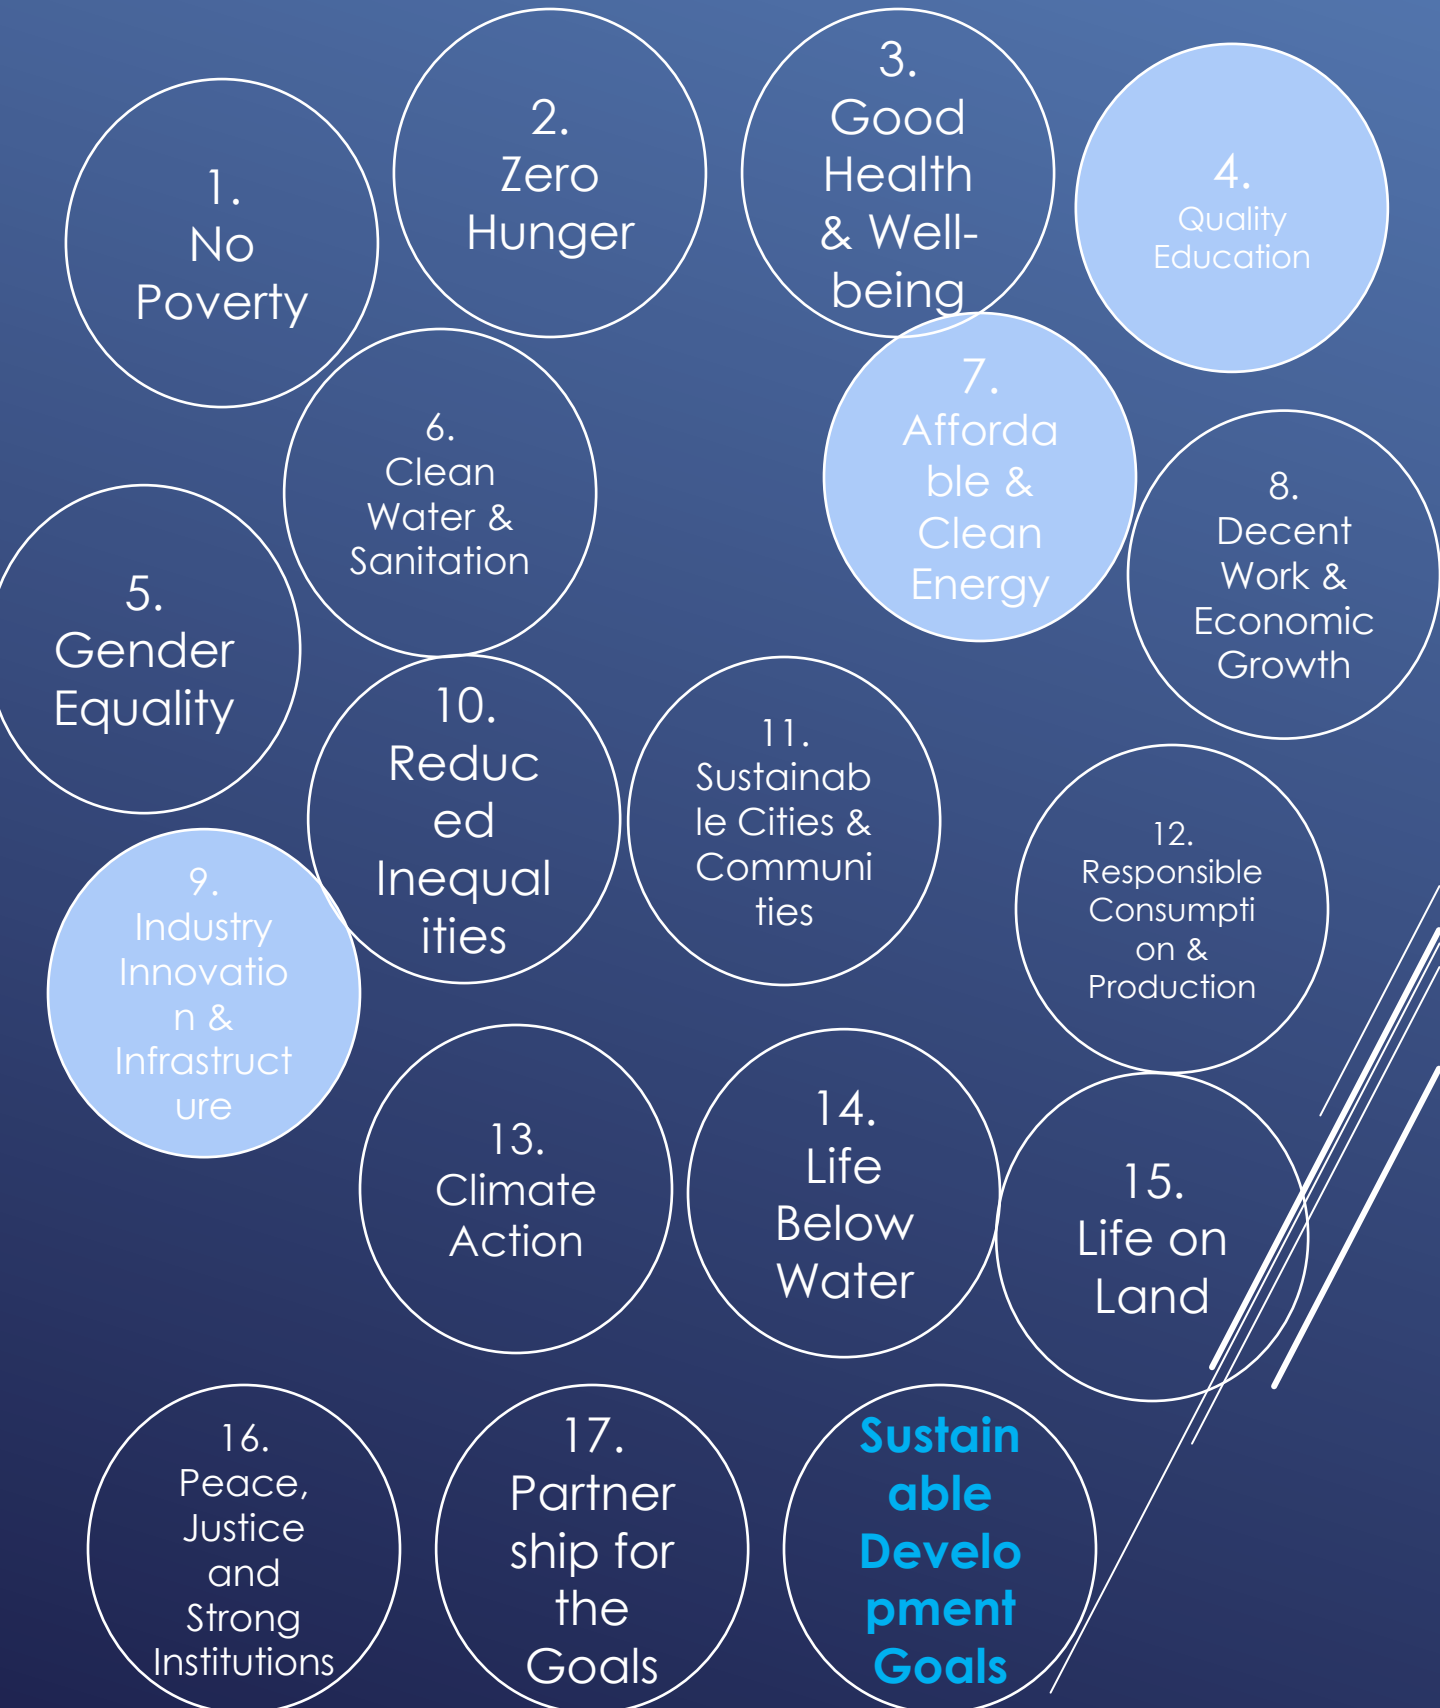 1.
No
Poverty
2.
Zero
Hunger
3.
Good
Health
& Well-
being
4.
Quality
Education
5.
Gender
Equality
6.
Clean
Water &
Sanitation
7.
Afforda
ble &
Clean
Energy
8.
Decent
Work &
Economic
Growth
9.
Industry
Innovatio
n &
Infrastruct
ure
10.
Reduc
ed
Inequal
ities
11.
Sustainab
le Cities &
Communi
ties
12.
Responsible
Consumpti
on &
Production
13.
Climate
Action
14.
Life
Below
Water
15.
Life on
Land
16.
Peace,
Justice
and
Strong
Institutions
17.
Partner
ship for
the
Goals
Sustain
able
Develo
pment
Goals